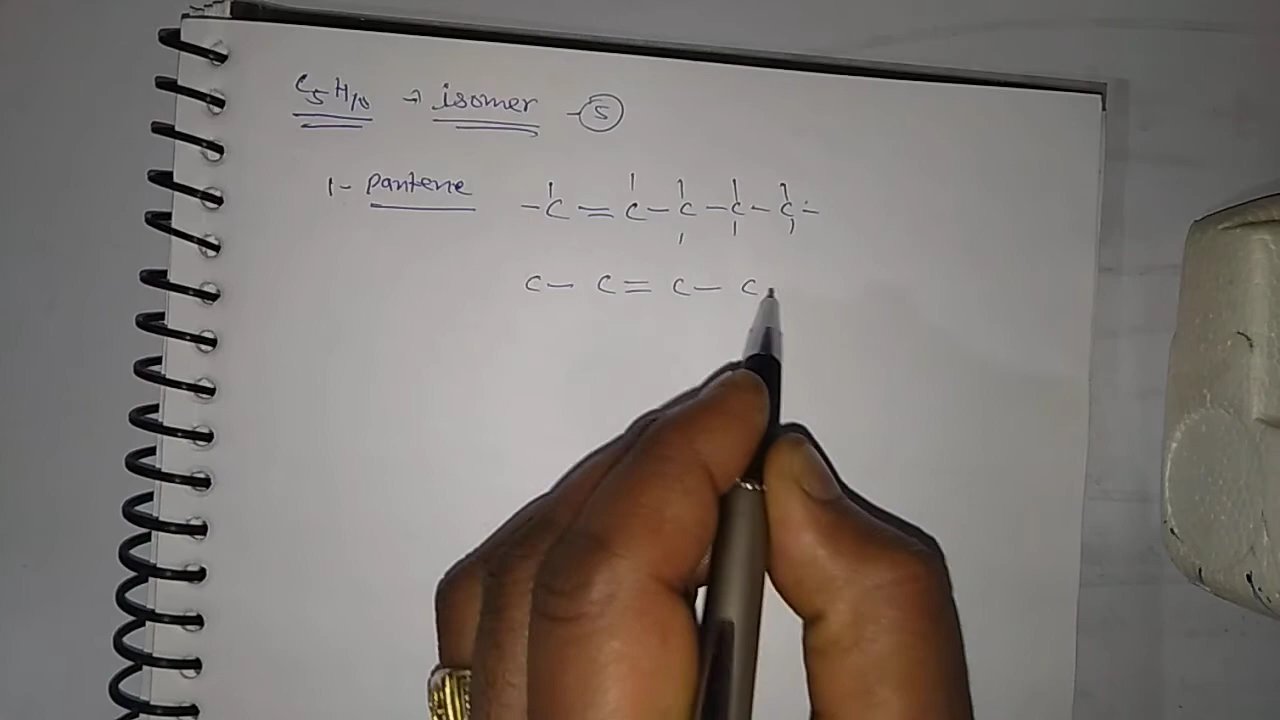 C5H10 → isomer - 5
1- Pantene -C=C-C-C-C-
C-C=C-C